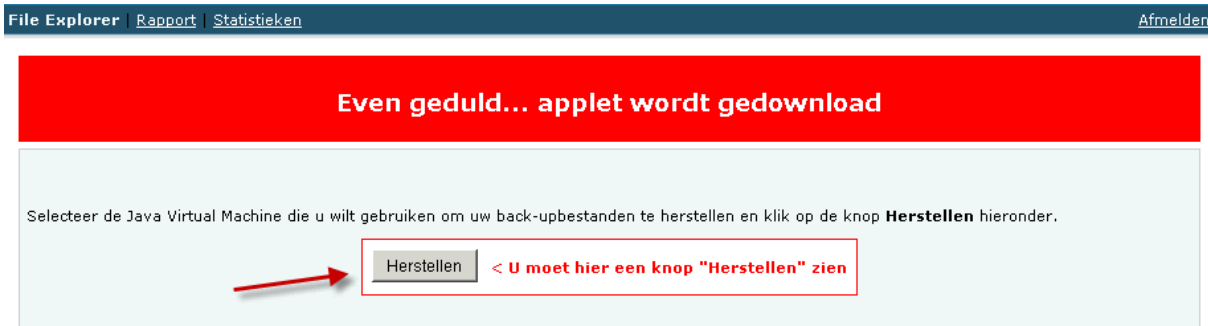 File Explorer | Rapport | Statistieken Afmelden
Even geduld... applet wordt gedownload
Selecteer de Java Virtual Machine die u wilt gebruiken om uw back-upbestanden te herstellen en klik op de knop Herstellen hieronder.
Herstellen < U moet hier een knop "Herstellen" zien